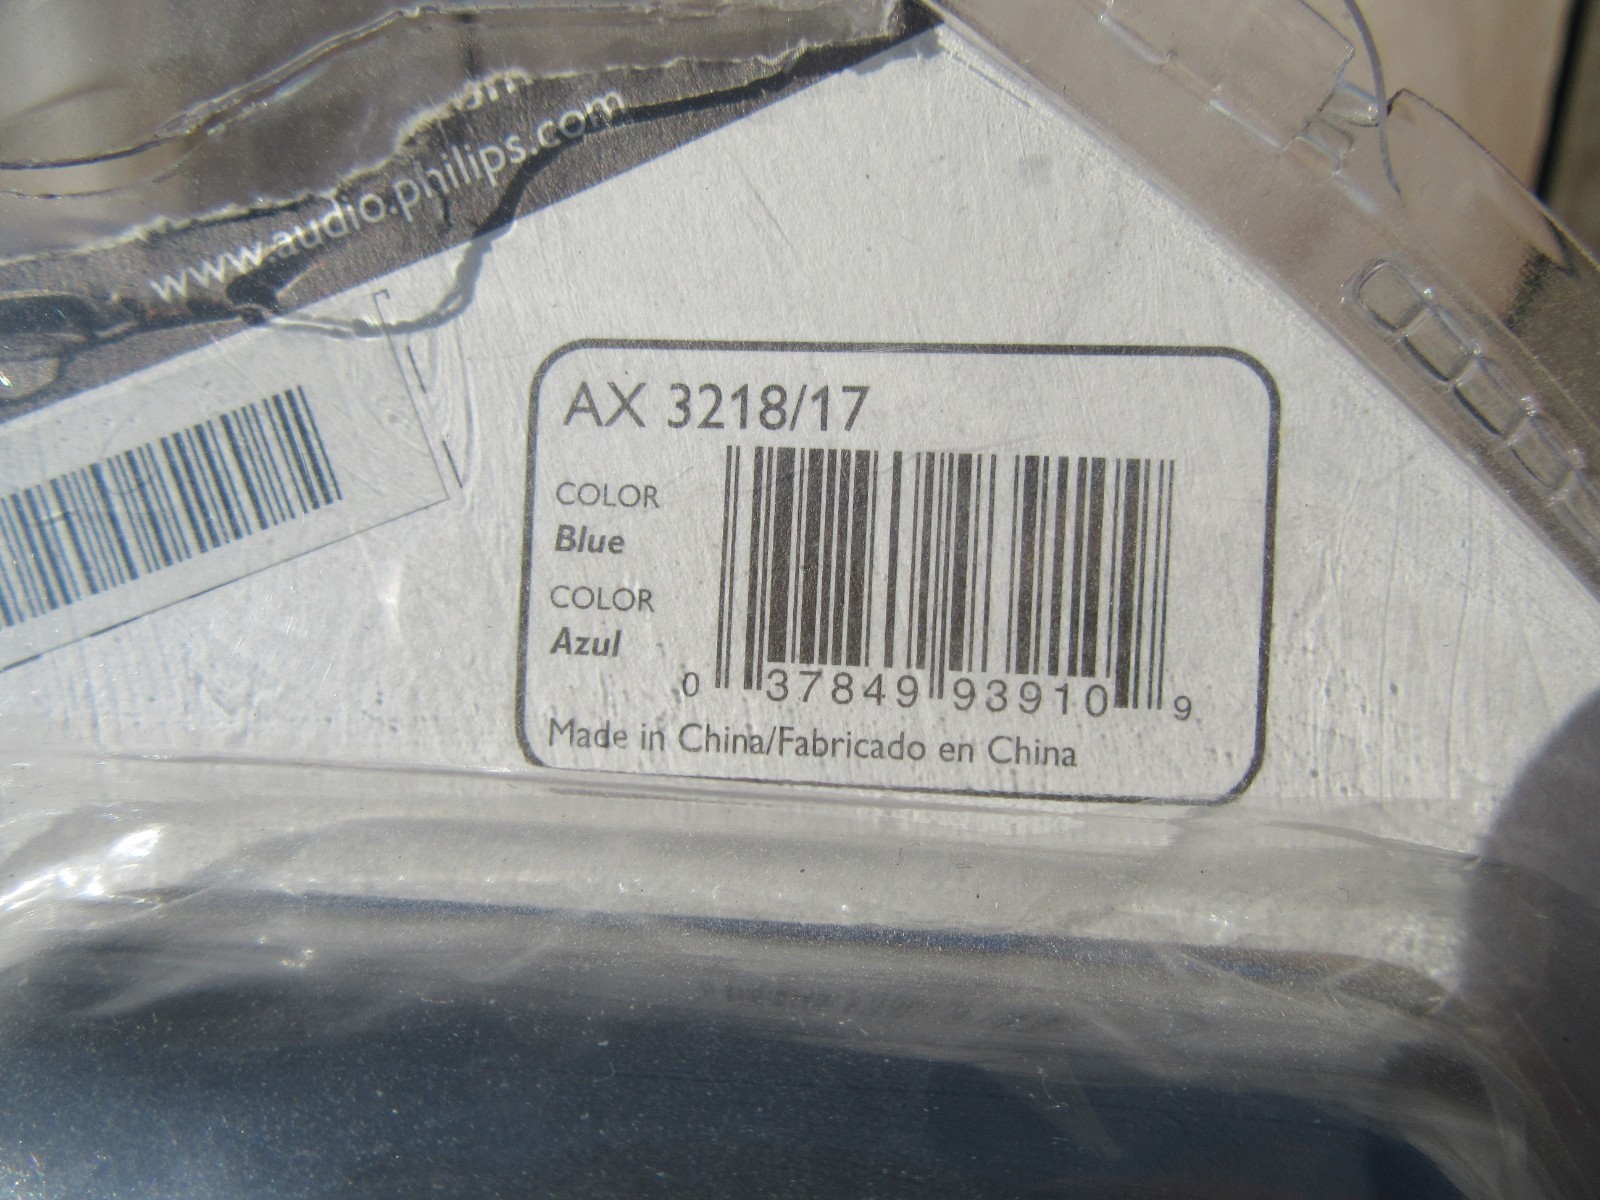 www.audio.philips.com
AX 3218/17
COLOR
Blue
COLOR
Azul
0 37849 93910 9
Made in China/Fabricado en China